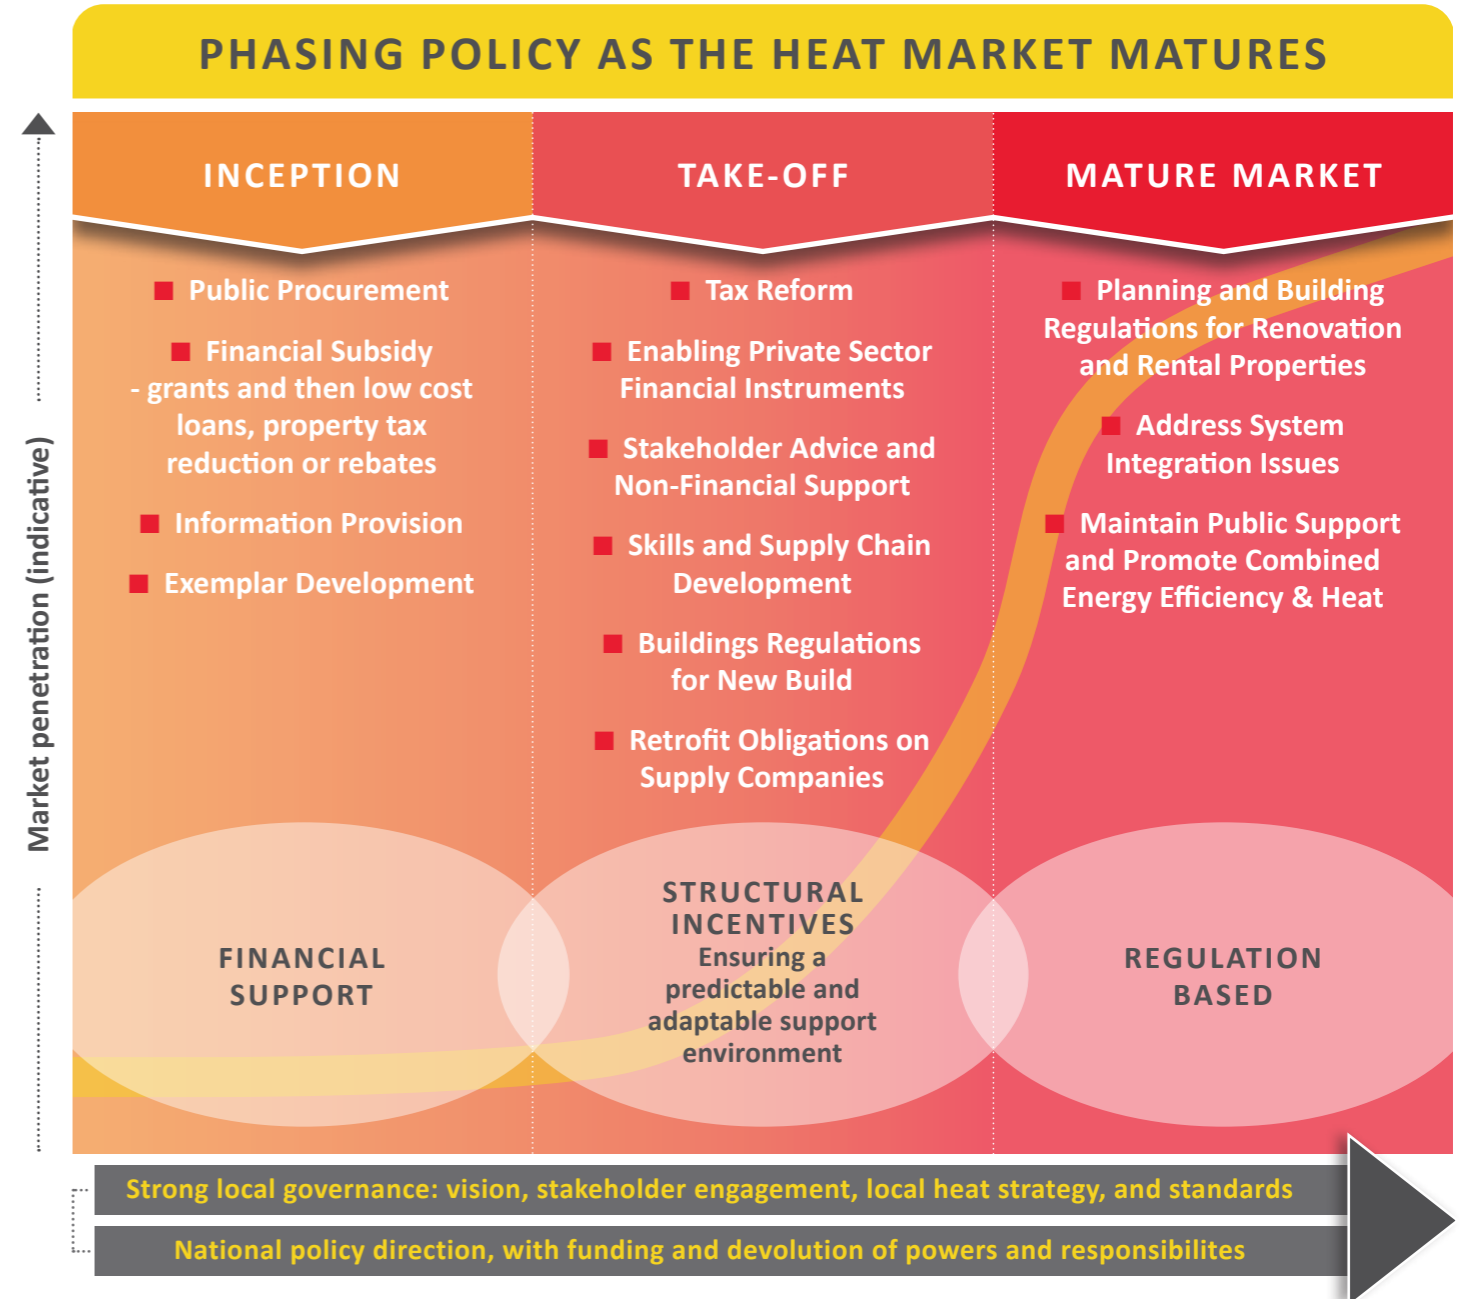 PHASING POLICY AS THE HEAT MARKET MATURES
Market penetration (indicative)
INCEPTION
■ Public Procurement
■ Financial Subsidy
- grants and then low cost
loans, property tax
reduction or rebates
■ Information Provision
■ Exemplar Development
FINANCIAL
SUPPORT
TAKE-OFF
■ Tax Reform
■ Enabling Private Sector
Financial Instruments
■ Stakeholder Advice and
Non-Financial Support
■ Skills and Supply Chain
Development
■ Buildings Regulations
for New Build
■ Retrofit Obligations on
Supply Companies
STRUCTURAL
INCENTIVES
Ensuring a
predictable and
adaptable support
environment
MATURE MARKET
■ Planning and Building
Regulations for Renovation
and Rental Properties
■ Address System
Integration Issues
■ Maintain Public Support
and Promote Combined
Energy Efficiency & Heat
REGULATION
BASED
Strong local governance: vision, stakeholder engagement, local heat strategy, and standards
National policy direction, with funding and devolution of powers and responsibilites